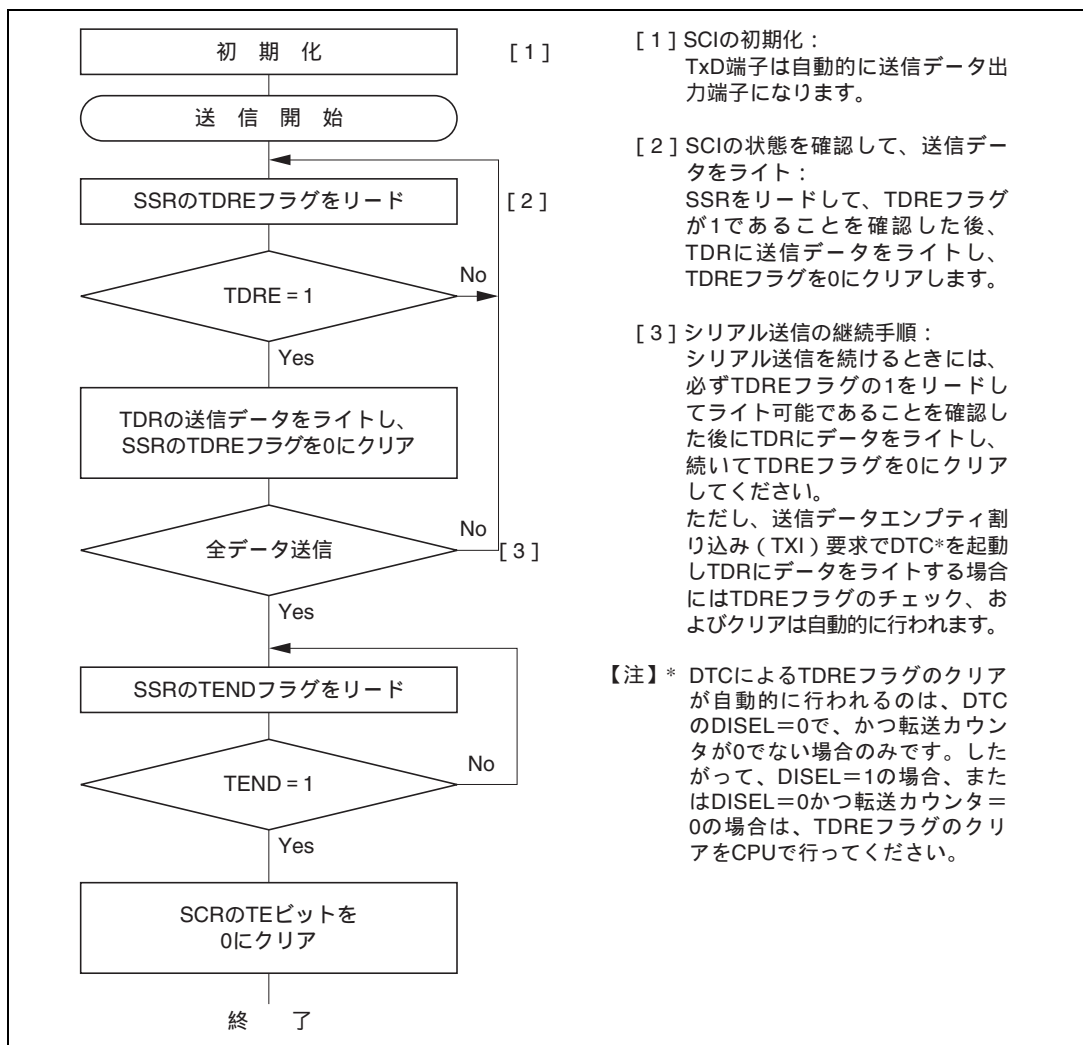 初 期 化
[ 1 ]
送 信 開 始
SSRのTDREフラグをリード
[ 2 ]
No
TDRE = 1
Yes
TDRの送信データをライトし、
SSRのTDREフラグを0にクリア
No
全データ送信
[ 3 ]
Yes
SSRのTENDフラグをリード
No
TEND = 1
Yes
SCRのTEビットを
0にクリア
終 了
[ 1 ] SCIの初期化：
TxD端子は自動的に送信データ出
力端子になります。
[ 2 ] SCIの状態を確認して、送信デー
タをライト：
SSRをリードして、TDREフラグ
が1であることを確認した後、
TDRに送信データをライトし、
TDREフラグを0にクリアします。
[ 3 ] シリアル送信の継続手順：
シリアル送信を続けるときには、
必ずTDREフラグの1をリードし
てライト可能であることを確認し
た後にTDRにデータをライトし、
続いてTDREフラグを0にクリア
してください。
ただし、送信データエンプティ割
り込み（TXI）要求でDTC*を起動
しTDRにデータをライトする場合
にはTDREフラグのチェック、お
よびクリアは自動的に行われます。
【注】* DTCによるTDREフラグのクリア
が自動的に行われるのは、DTC
のDISEL＝0で、かつ転送カウン
タが0でない場合のみです。した
がって、DISEL＝1の場合、また
はDISEL＝0かつ転送カウンタ＝
0の場合は、TDREフラグのクリ
アをCPUで行ってください。